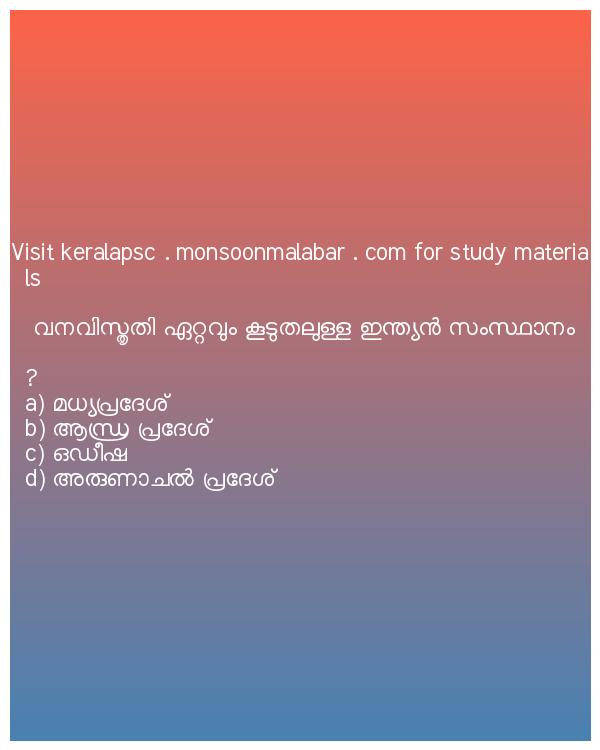 Visit keralapsc . monsoonmalabar . com for study materia
ls
വനവിസ്തൃതി ഏറ്റവും കൂടുതലുള്ള ഇന്ത്യൻ സംസ്ഥാനം
?
a) മധ്യപ്രദേശ്
b) ആന്ധ്ര പ്രദേശ്
c) ഒഡീഷ
d) അരുണാചൽ പ്രദേശ്